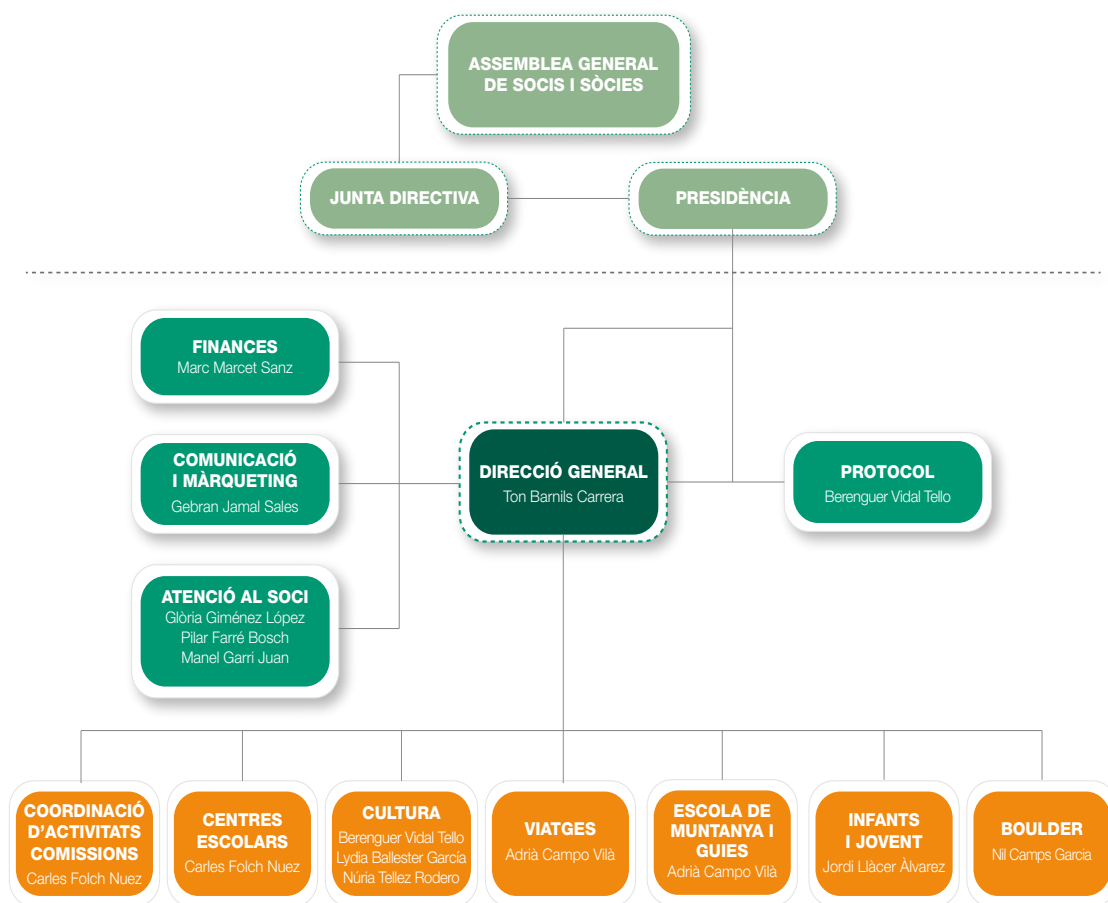 ASSEMBLEA GENERAL
DE SOCIS I SÒCIES
JUNTA DIRECTIVA
PRESIDÈNCIA
FINANCES
Marc Marcet Sanz
COMUNICACIÓ
I MÀRQUETING
Gebran Jamal Sales
DIRECCIÓ GENERAL
Ton Barnils Carrera
PROTOCOL
Berenguer Vidal Tello
ATENCIÓ AL SOCI
Glòria Giménez López
Pilar Farré Bosch
Manel Garri Juan
COORDINACIÓ
D'ACTIVITATS
COMISSIONS
Carles Folch Nuez
CENTRES
ESCOLARS
Carles Folch Nuez
CULTURA
Berenguer Vidal Tello
Lydia Ballester García
Núria Tellez Rodero
VIATGES
Adrià Campo Vilà
ESCOLA DE
MUNTANYA I
GUIES
Adrià Campo Vilà
INFANTS
I JOVENT
Jordi Llàcer Àlvarez
BOULDER
Nil Camps Garcia